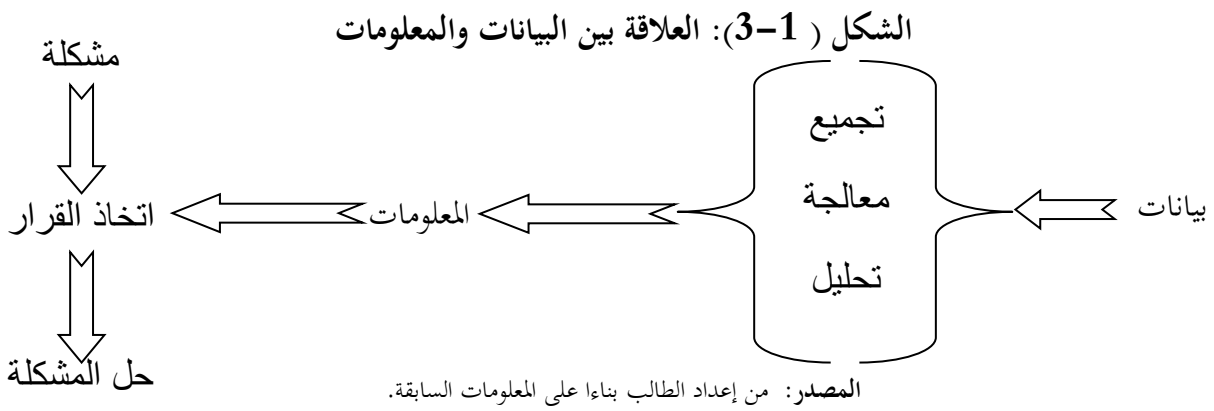 الشكل ( 1-3): العلاقة بين البيانات والمعلومات
مشكلة
تجميع
معالجة
تحليل
بيانات
المعلومات
اتخاذ القرار
حل المشكلة
المصدر: من إعداد الطالب بناءا على المعلومات السابقة.